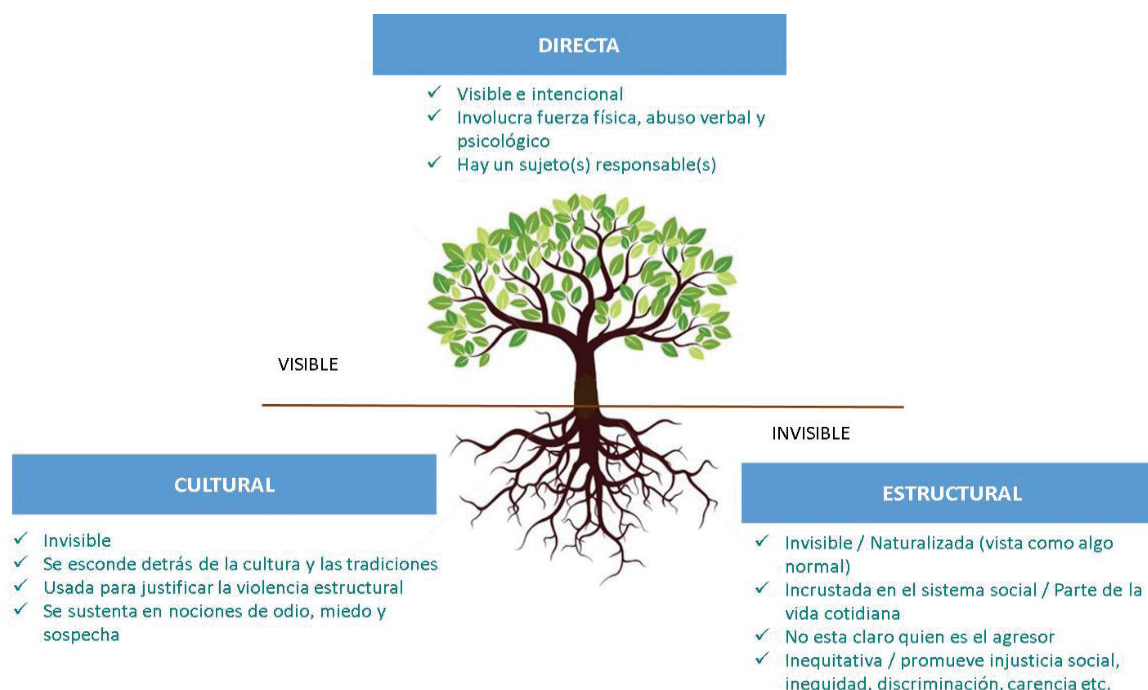 DIRECTA
✓ Visible e intencional
✓ Involucra fuerza física, abuso verbal y
psicológico
✓ Hay un sujeto(s) responsable(s)
VISIBLE
INVISIBLE
CULTURAL
✓ Invisible
✓ Se esconde detrás de la cultura y las tradiciones
✓ Usada para justificar la violencia estructural
✓ Se sustenta en nociones de odio, miedo y
sospecha
ESTRUCTURAL
✓ Invisible / Naturalizada (vista como algo
normal)
✓ Incrustada en el sistema social / Parte de la
vida cotidiana
✓ No esta claro quien es el agresor
✓ Inequitativa / promueve injusticia social,
inequidad, discriminación, carencia etc.